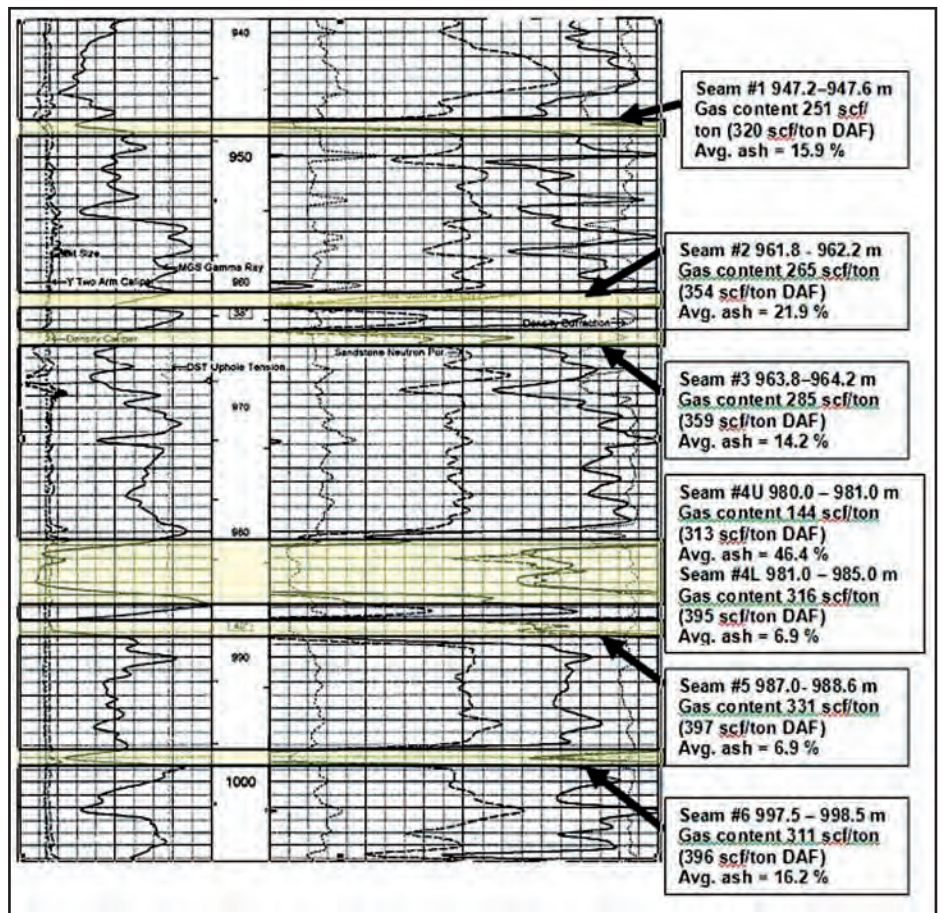 940
Seam #1 947.2–947.6 m
Gas content 251 scf/
ton (320 scf/ton DAF)
Avg. ash = 15.9 %
950
Seam #2 961.8 - 962.2 m
Gas content 265 scf/ton
(354 scf/ton DAF)
Avg. ash = 21.9 %
Bit Size
MGS Gamma Ray
Y Two Arm Caliper
960
Density Correction
Density Caliper
Sandstone Neutron Por
DST Uphole Tension
Seam #3 963.8–964.2 m
Gas content 285 scf/ton
(359 scf/ton DAF)
Avg. ash = 14.2 %
970
Seam #4U 980.0 – 981.0 m
Gas content 144 scf/ton
(313 scf/ton DAF)
Avg. ash = 46.4 %
Seam #4L 981.0 – 985.0 m
Gas content 316 scf/ton
(395 scf/ton DAF)
Avg. ash = 6.9 %
980
990
Seam #5 987.0- 988.6 m
Gas content 331 scf/ton
(397 scf/ton DAF)
Avg. ash = 6.9 %
1000
Seam #6 997.5 – 998.5 m
Gas content 311 scf/ton
(396 scf/ton DAF)
Avg. ash = 16.2 %